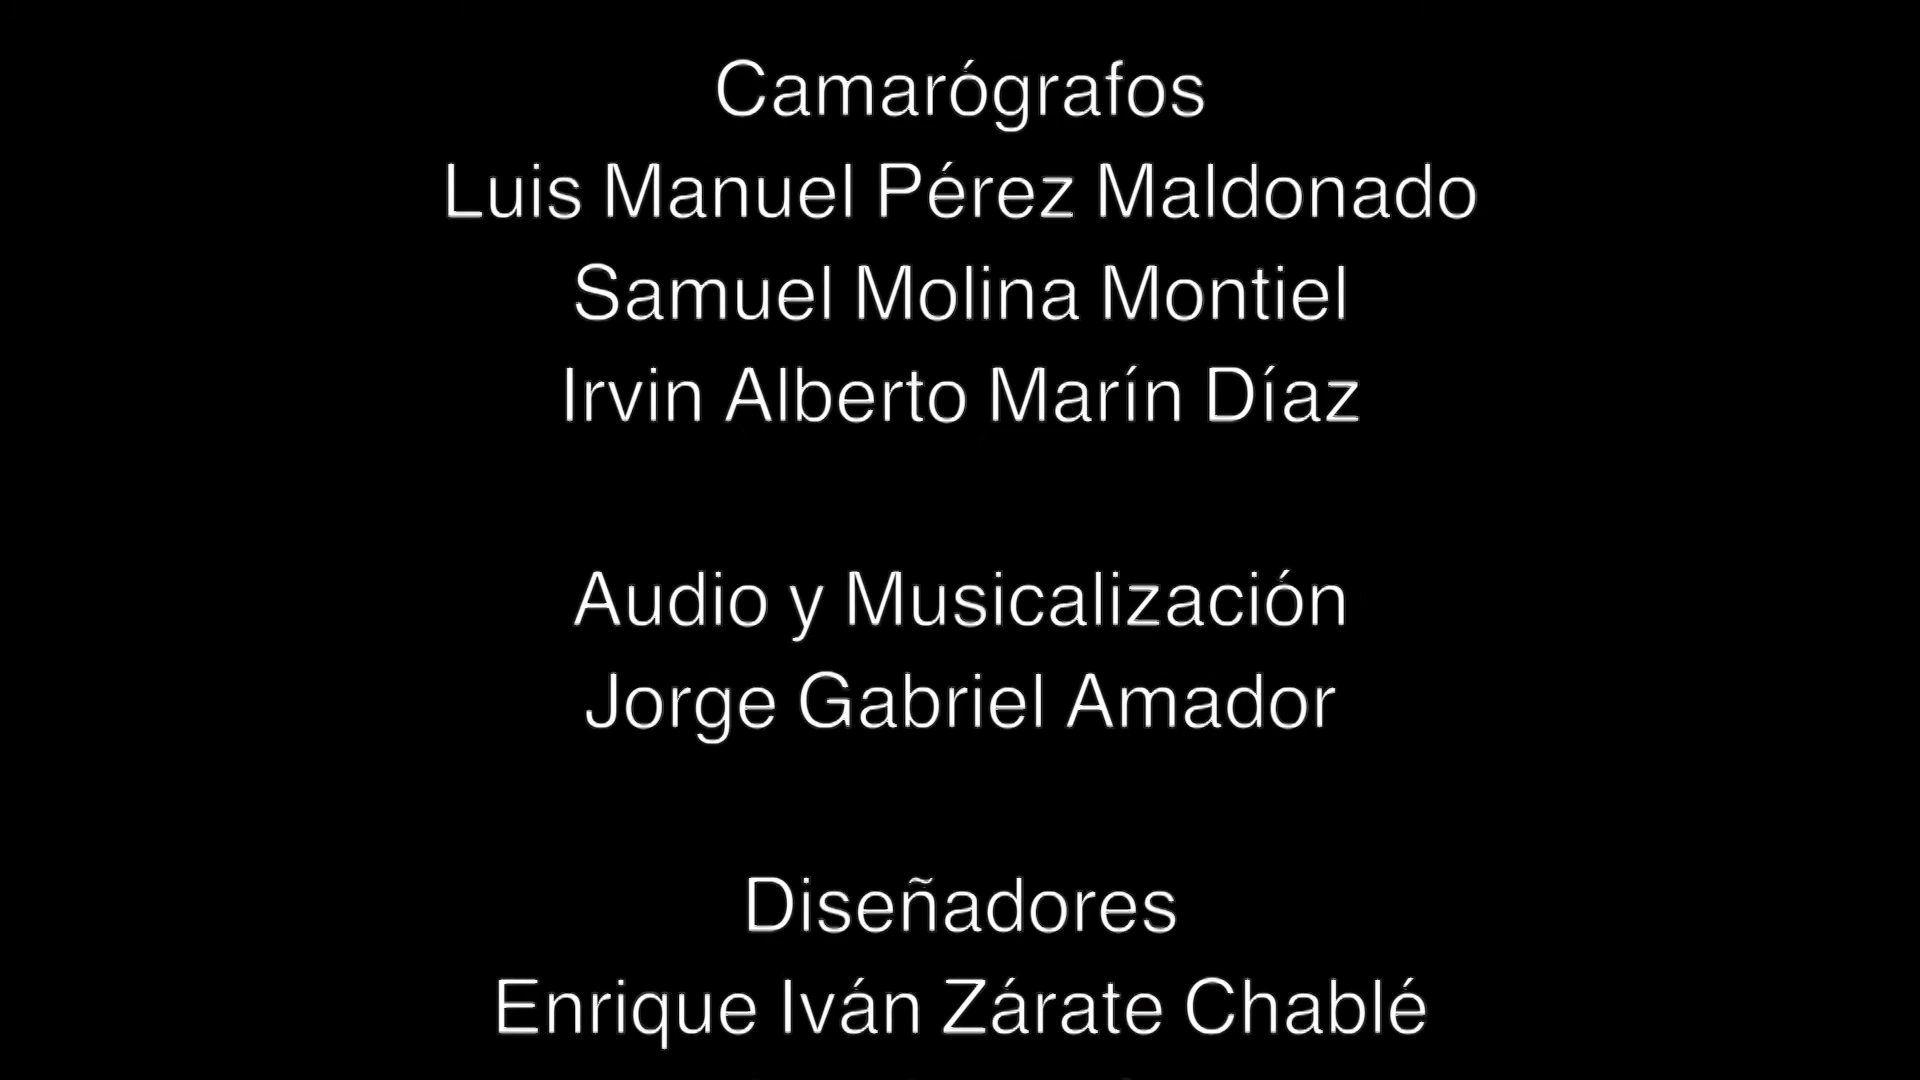 Camarógrafos
Luis Manuel Pérez Maldonado
Samuel Molina Montiel
Irvin Alberto Marín Díaz
Audio y Musicalización
Jorge Gabriel Amador
Diseñadores
Enrique Iván Zárate Chablé